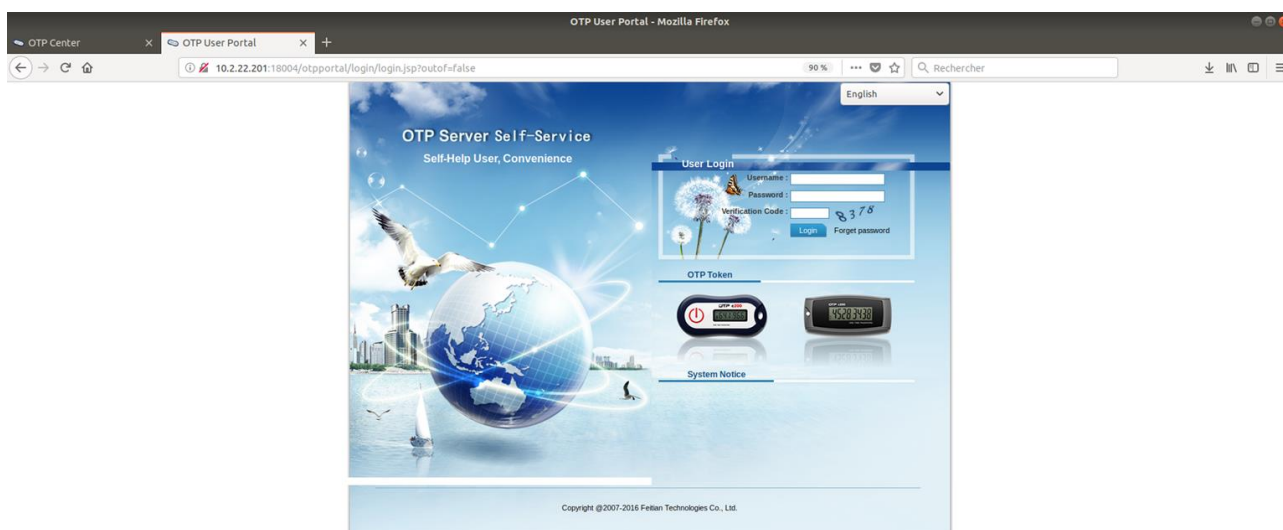 OTP User Portal - Mozilla Firefox
OTP Center
OTP User Portal
10.2.22.201:18004/otpportal/login/login.jsp?outof=false
90 %
Rechercher
English
OTP Server Self-Service
Self-Help User, Convenience
User Login
Username :
Password :
Verification Code :
8378
Login
Forget password
OTP Token
45283438
System Notice
Copyright @2007-2016 Feitian Technologies Co., Ltd.